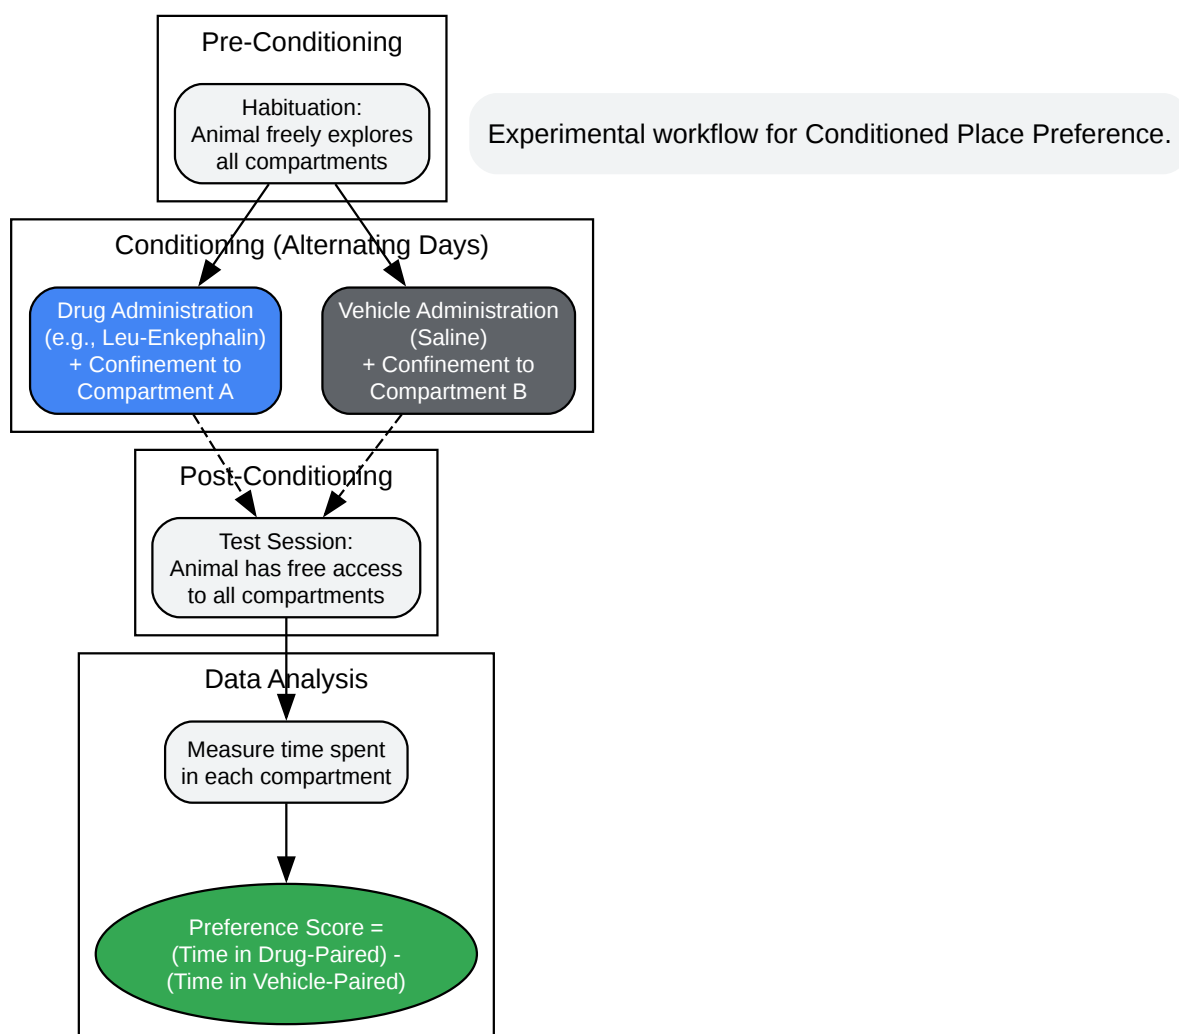 Pre-Conditioning
Habituation:
Animal freely explores
all compartments
Experimental workflow for Conditioned Place Preference.
Conditioning (Alternating Days)
Drug Administration
(e.g., Leu-Enkephalin)
+ Confinement to
Compartment A
Vehicle Administration
(Saline)
+ Confinement to
Compartment B
Post-Conditioning
Test Session:
Animal has free access
to all compartments
Data Analysis
Measure time spent
in each compartment
Preference Score =
(Time in Drug-Paired) -
(Time in Vehicle-Paired)